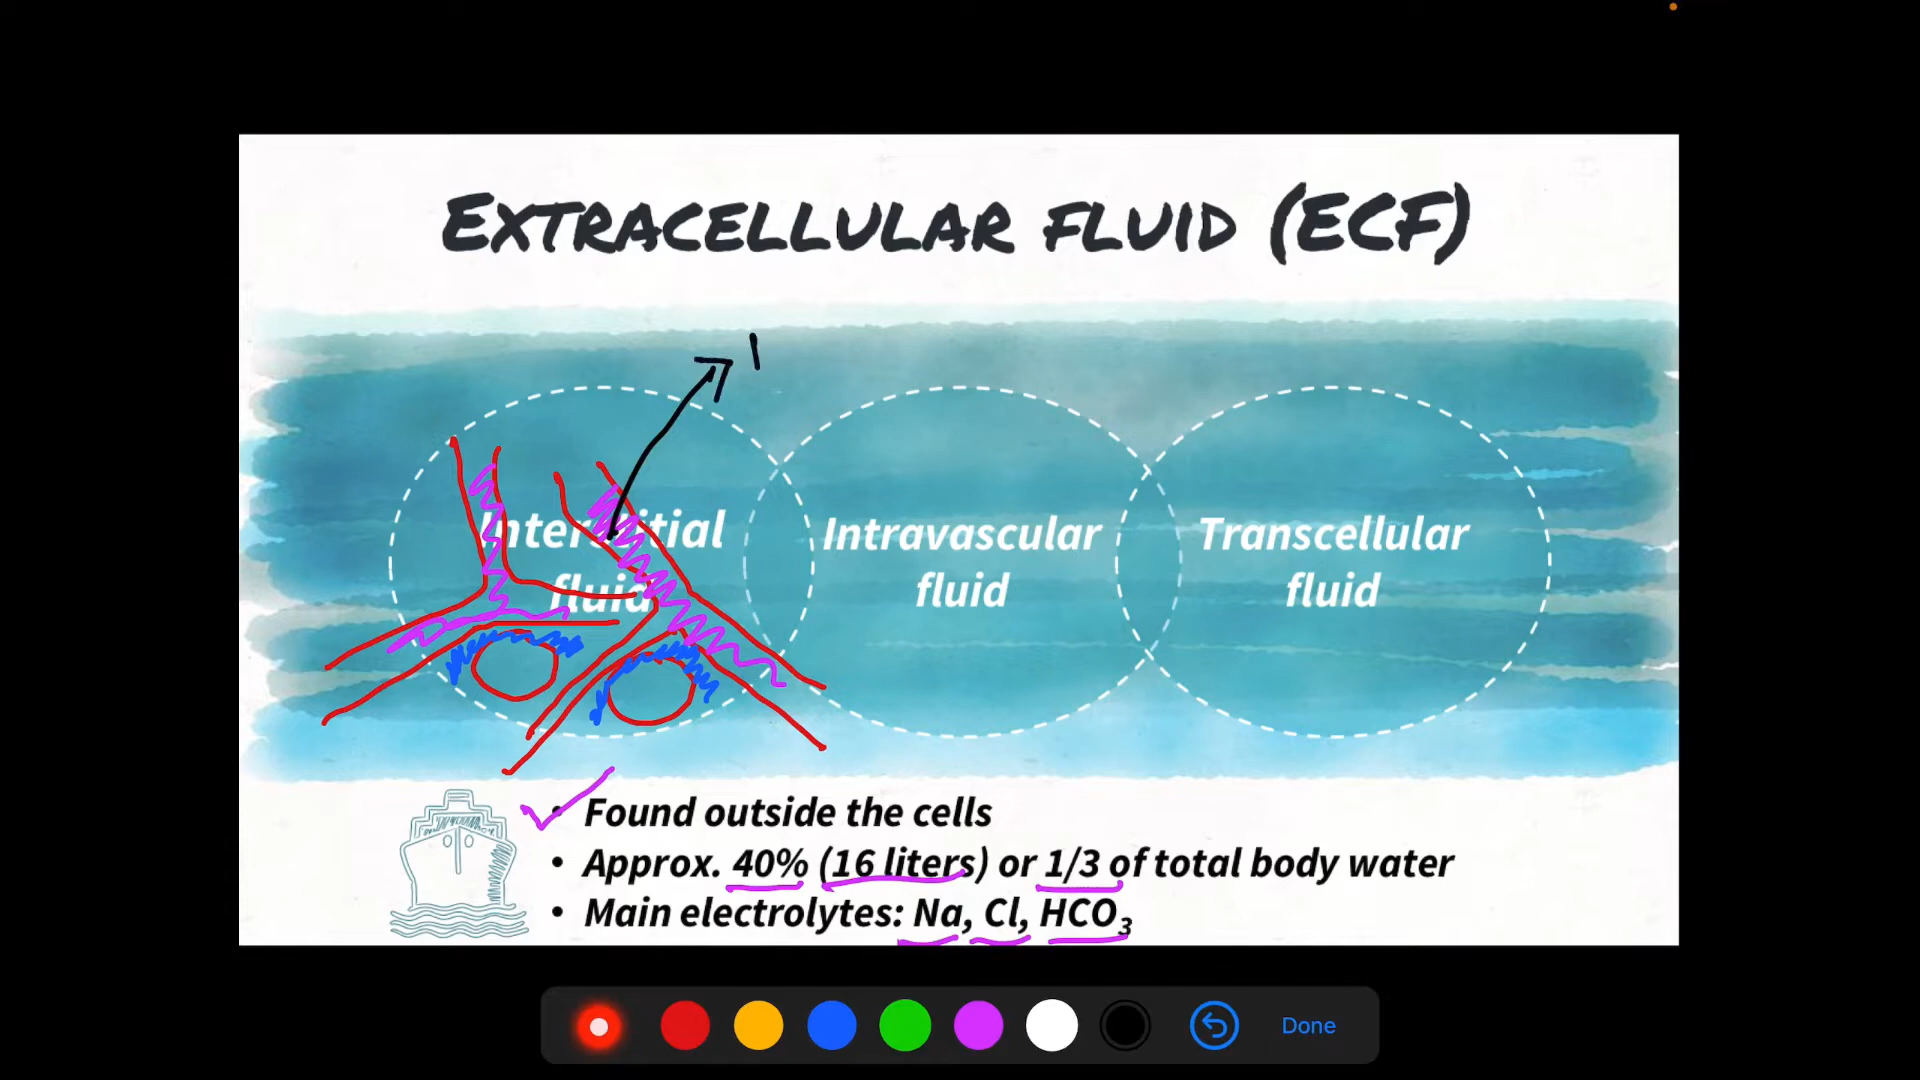 EXTRACELLULAR FLUID (ECF)
Interstitial
fluid
Intravascular
fluid
Transcellular
fluid
• Found outside the cells
• Approx. 40% (16 liters) or 1/3 of total body water
• Main electrolytes: Na, Cl, HCO₃
Done